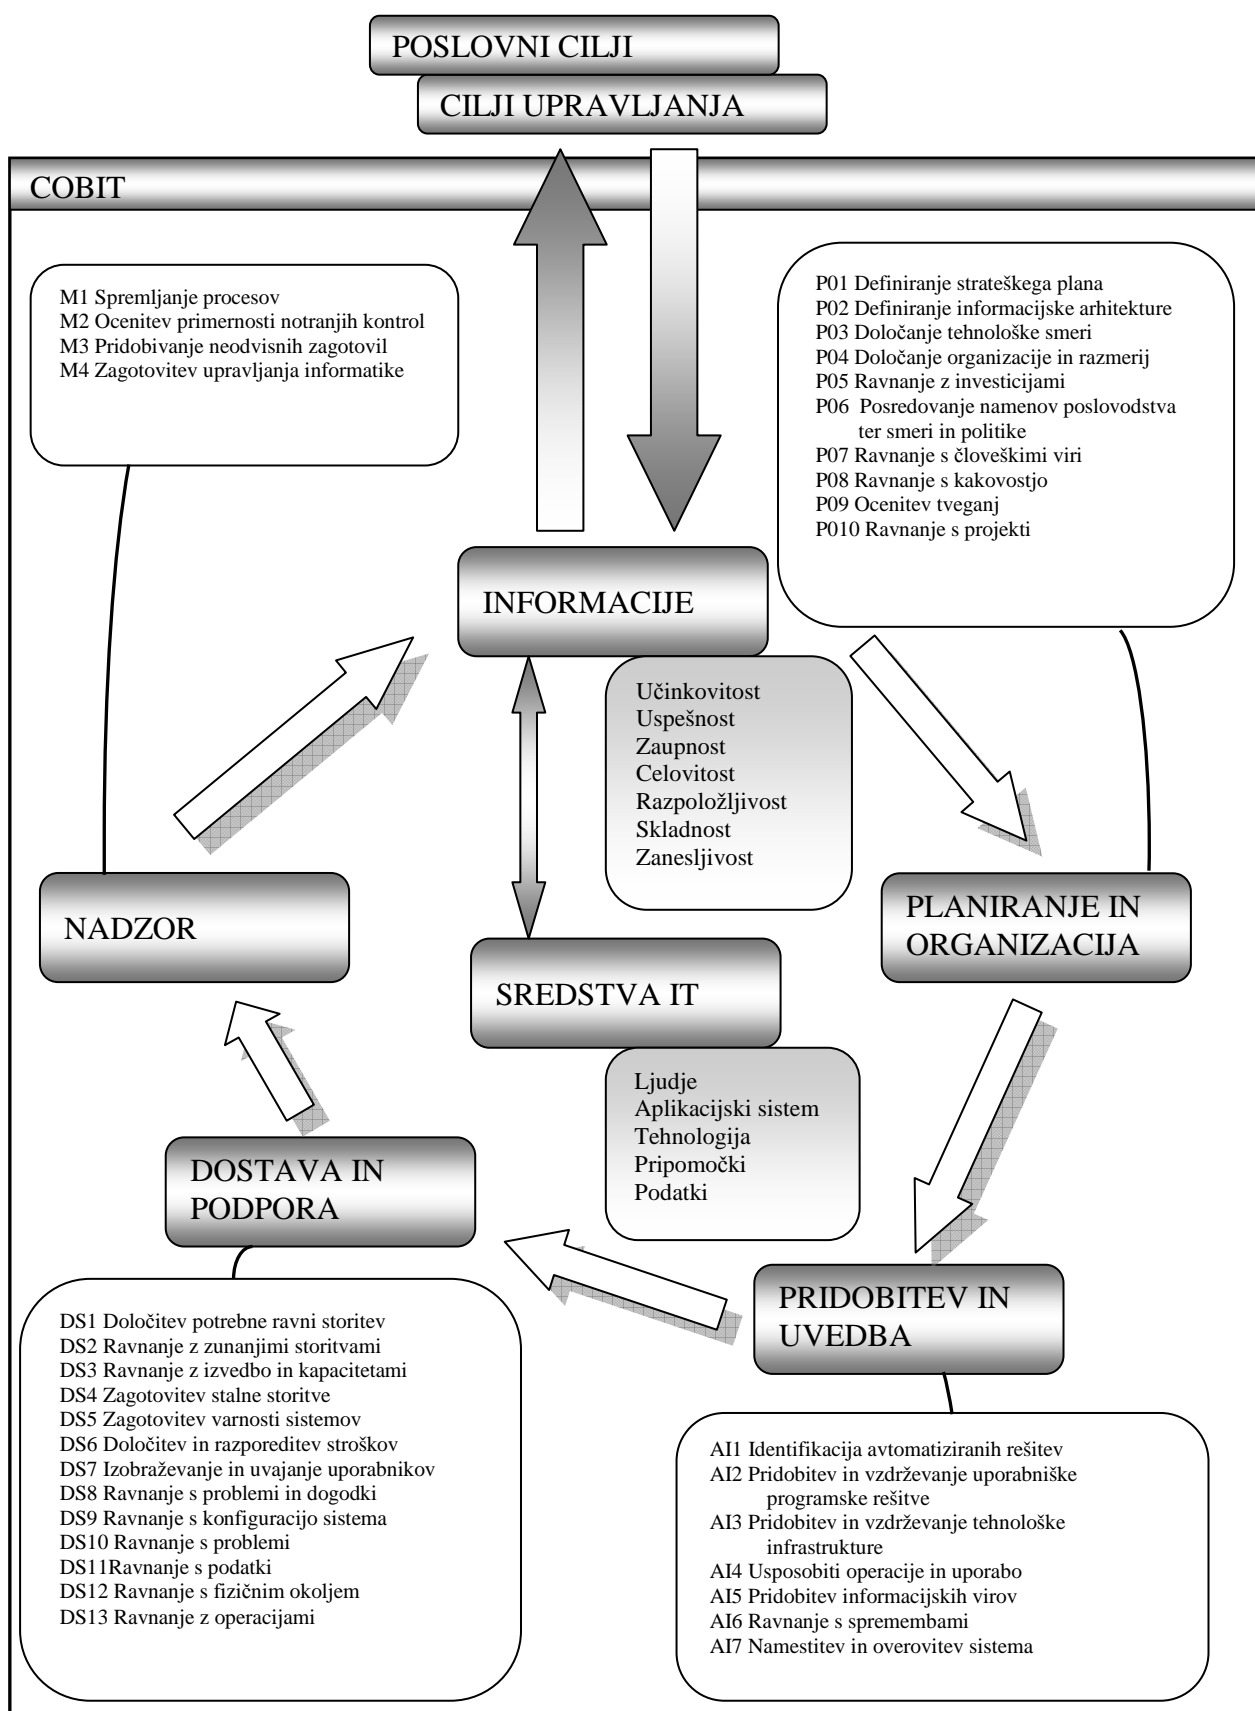 POSLOVNI CILJI
CILJI UPRAVLJANJA
COBIT
M1 Spremljanje procesov
M2 Ocenitev primernosti notranjih kontrol
M3 Pridobivanje neodvisnih zagotovil
M4 Zagotovitev upravljanja informatike
P01 Definiranje strateškega plana
P02 Definiranje informacijske arhitekture
P03 Določanje tehnološke smeri
P04 Določanje organizacije in razmerij
P05 Ravnanje z investicijami
P06 Posredovanje namenov poslovodstva
ter smeri in politike
P07 Ravnanje s človeškimi viri
P08 Ravnanje s kakovostjo
P09 Ocenitev tveganj
P010 Ravnanje s projekti
INFORMACIJE
Učinkovitost
Uspešnost
Zaupnost
Celovitost
Razpoložljivost
Skladnost
Zanesljivost
NADZOR
PLANIRANJE IN
ORGANIZACIJA
SREDSTVA IT
Ljudje
Aplikacijski sistem
Tehnologija
Pripomočki
Podatki
DOSTAVA IN
PODPORA
PRIDOBITEV IN
UVEDBA
DS1 Določitev potrebne ravni storitev
DS2 Ravnanje z zunanjimi storitvami
DS3 Ravnanje z izvedbo in kapacitetami
DS4 Zagotovitev stalne storitve
DS5 Zagotovitev varnosti sistemov
DS6 Določitev in razporeditev stroškov
DS7 Izobraževanje in uvajanje uporabnikov
DS8 Ravnanje s problemi in dogodki
DS9 Ravnanje s konfiguracijo sistema
DS10 Ravnanje s problemi
DS11Ravnanje s podatki
DS12 Ravnanje s fizičnim okoljem
DS13 Ravnanje z operacijami
AI1 Identifikacija avtomatiziranih rešitev
AI2 Pridobitev in vzdrževanje uporabniške
programske rešitve
AI3 Pridobitev in vzdrževanje tehnološke
infrastrukture
AI4 Usposobiti operacije in uporabo
AI5 Pridobitev informacijskih virov
AI6 Ravnanje s spremembami
AI7 Namestitev in overovitev sistema